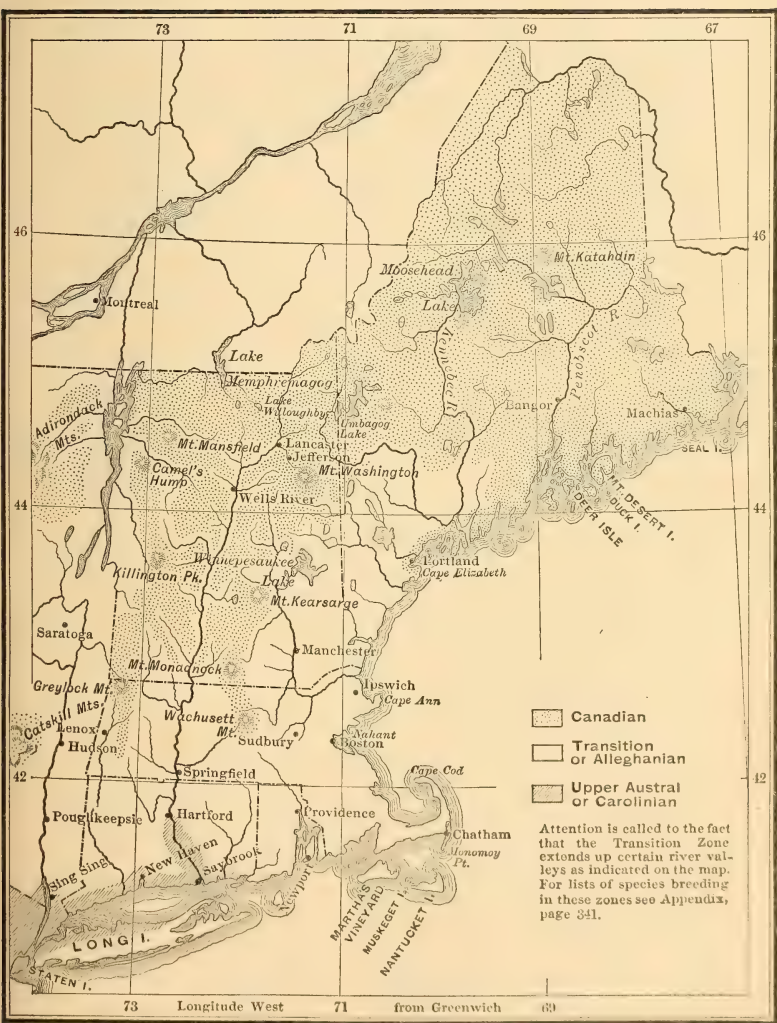 73
71
69
67
46
46
Montreal
Moosehead
Lake
Mt.Katahdin
Kennebec R
Penobscot R
Lake
Memphremagog
Lake
Willoughby
Umbagog
Lake
Bangor
Machias
SEAL I.
Adirondack
Mts.
Mt.Mansfield
Lancaster
Jefferson
Camel's
Hump
Mt.Washington
Wells River
MT. DESERT I.
DUCK I.
DEER ISLE
44
44
Winnepesaukee
Lake
Portland
Cape Elizabeth
Killington Pk.
Mt.Kearsarge
Saratoga
Manchester
Mt.Monadnock
Ipswich
Cape Ann
Greylock Mt.
Catskill Mts.
Lenox
Hudson
Wachusett
Mt.
Sudbury
Nahant
Boston
Canadian
Transition
or Alleghanian
Upper Austral
or Carolinian
42
42
Springfield
Cape Cod
Poughkeepsie
Hartford
Providence
Chatham
Monomoy
Pt.
Sing Sing
New Haven
Saybrook
Newport
MARTHAS
VINEYARD
MUSKEGET I.
NANTUCKET I.
LONG I.
STATEN I.
Attention is called to the fact
that the Transition Zone
extends up certain river val-
leys as indicated on the map.
For lists of species breeding
in these zones see Appendix,
page 341.
73
Longitude West
71
from Greenwich
69